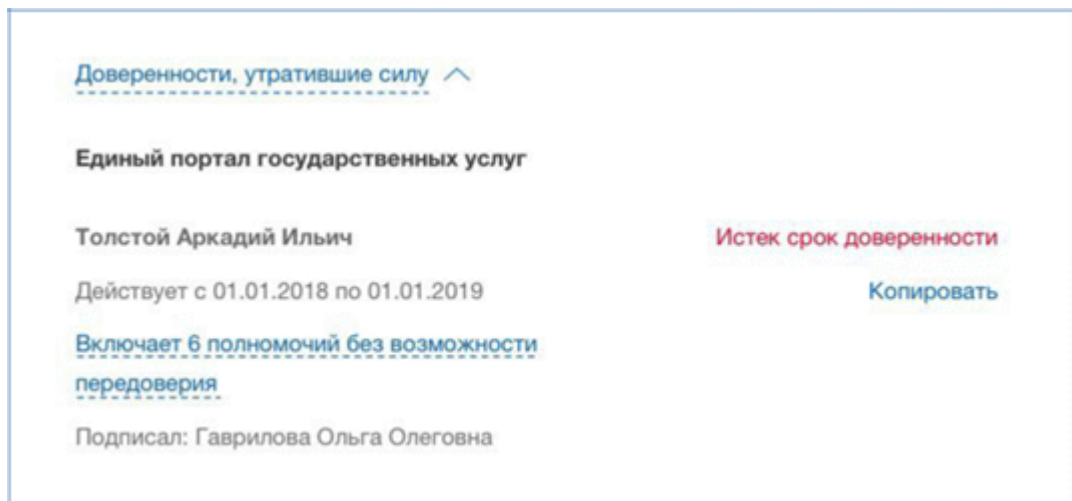 Доверенности, утратившие силу
Единый портал государственных услуг
Толстой Аркадий Ильич
Истек срок доверенности
Действует с 01.01.2018 по 01.01.2019
Копировать
Включает 6 полномочий без возможности
передоверия
Подписал: Гаврилова Ольга Олеговна